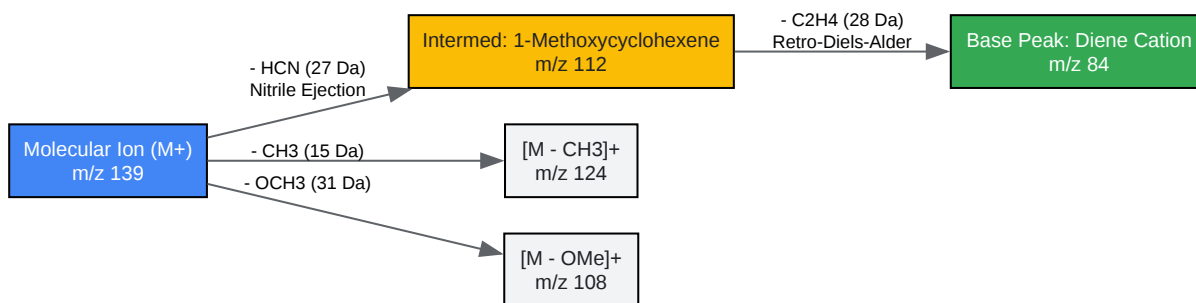 - C2H4 (28 Da)
Retro-Diels-Alder
Intermed: 1-Methoxycyclohexene
m/z 112
Base Peak: Diene Cation
m/z 84
- HCN (27 Da)
Nitrile Ejection
Molecular Ion (M+)
m/z 139
- CH3 (15 Da)
[M - CH3]+
m/z 124
- OCH3 (31 Da)
[M - OMe]+
m/z 108